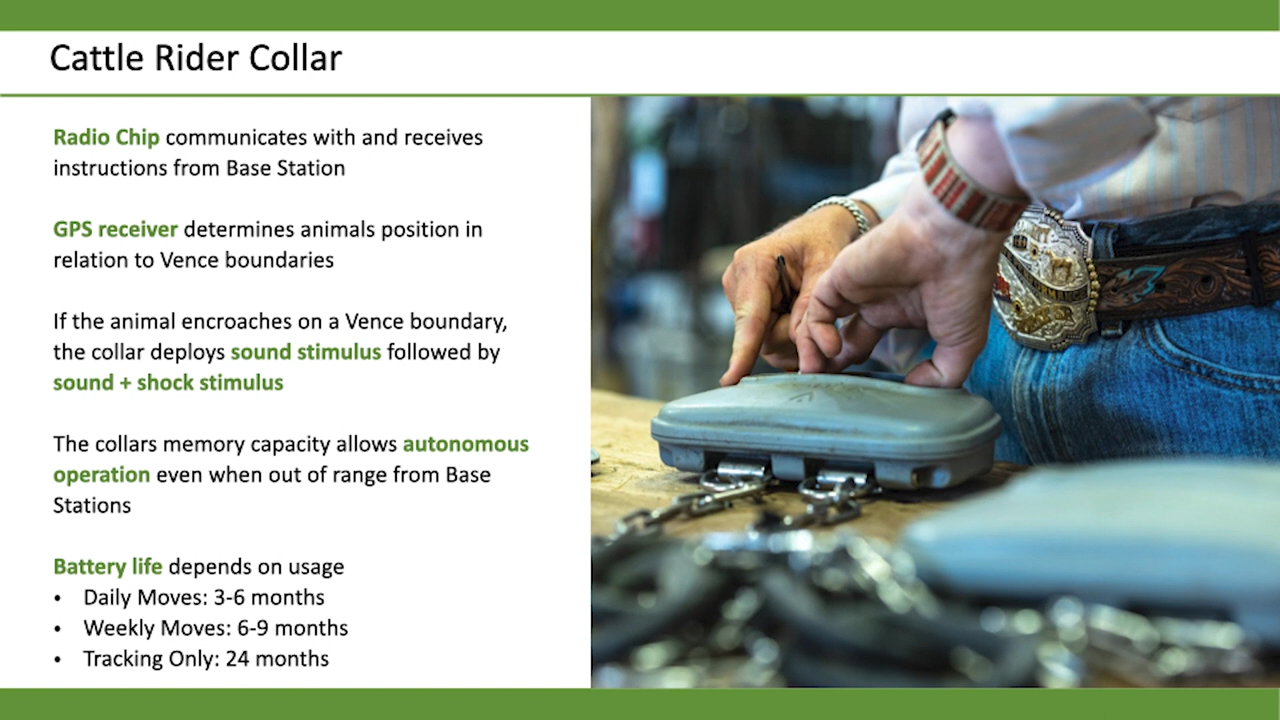 Cattle Rider Collar
Radio Chip communicates with and receives
instructions from Base Station
GPS receiver determines animals position in
relation to Vence boundaries
If the animal encroaches on a Vence boundary,
the collar deploys sound stimulus followed by
sound + shock stimulus
The collars memory capacity allows autonomous
operation even when out of range from Base
Stations
Battery life depends on usage
• Daily Moves: 3-6 months
• Weekly Moves: 6-9 months
• Tracking Only: 24 months